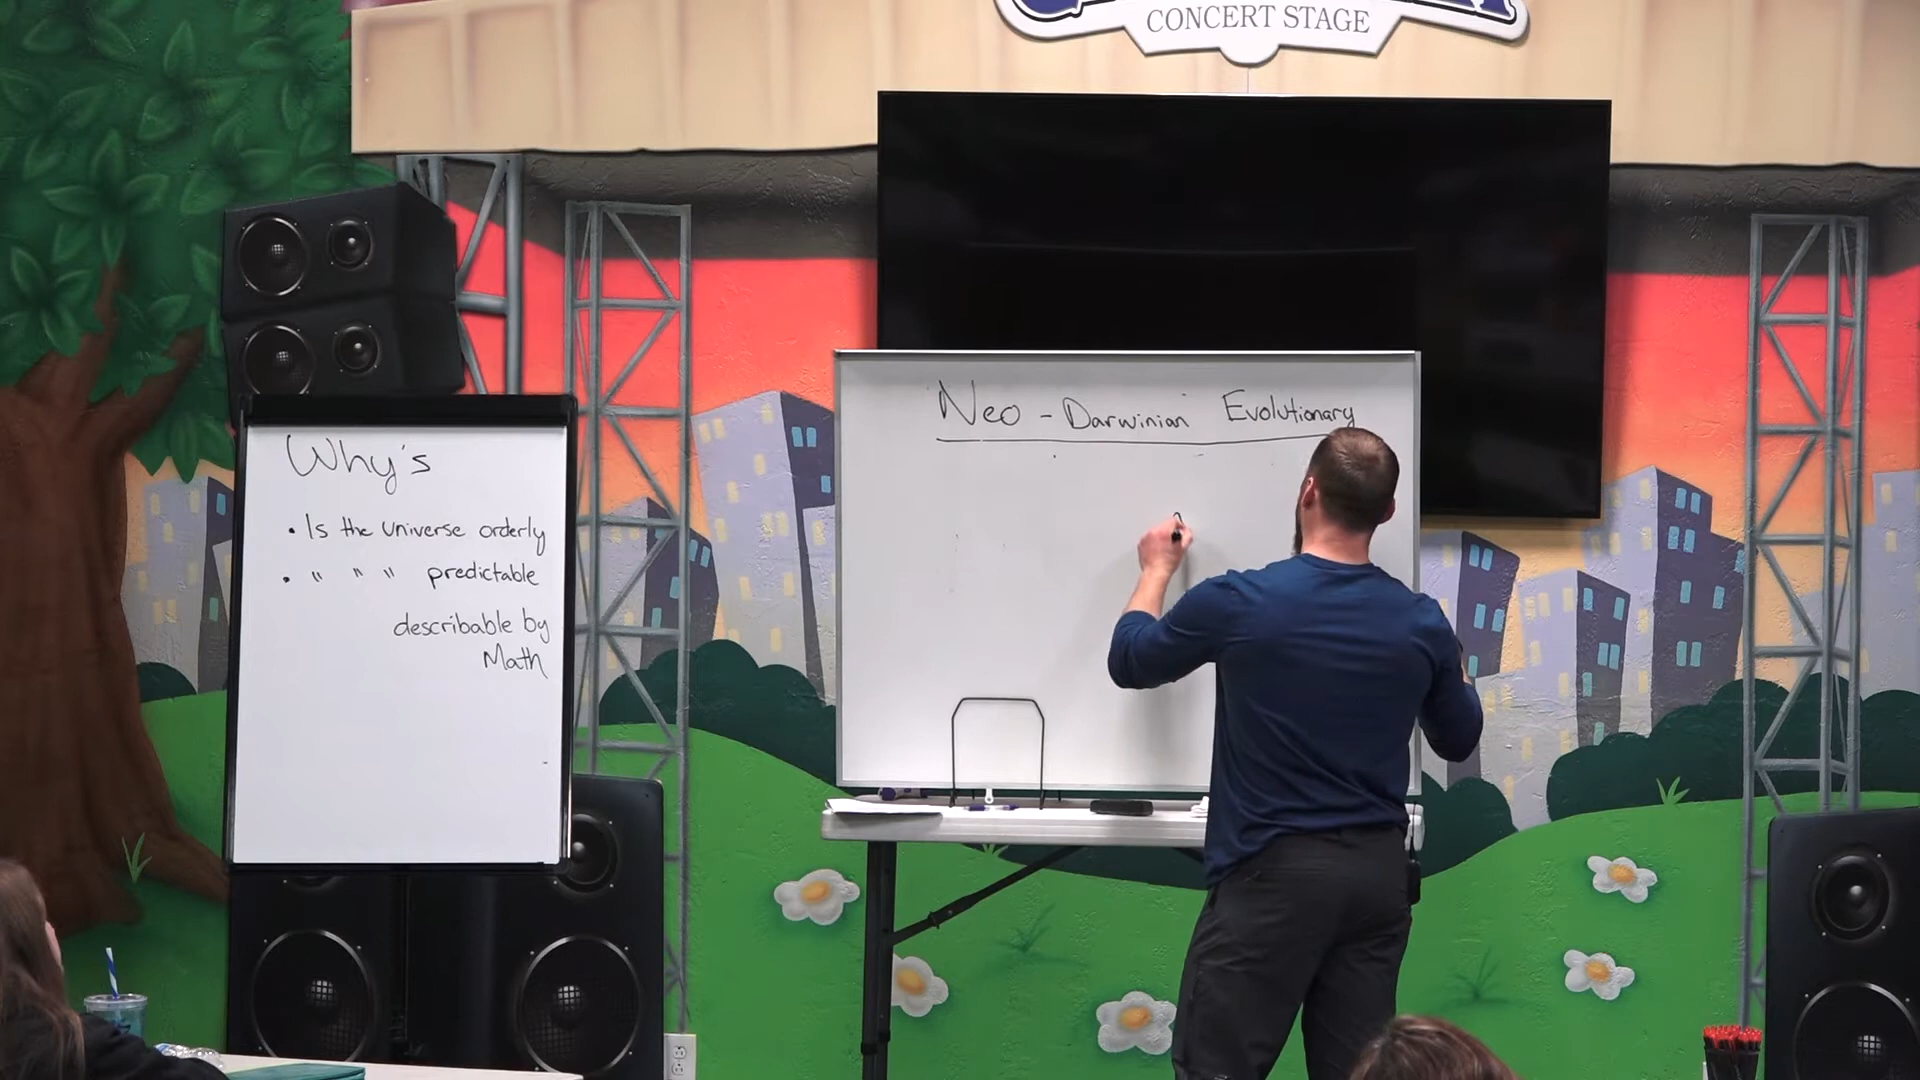 CONCERT STAGE
Neo - Darwinian Evolutionary
Why's
• Is the universe orderly
• " " " predictable
describable by
Math